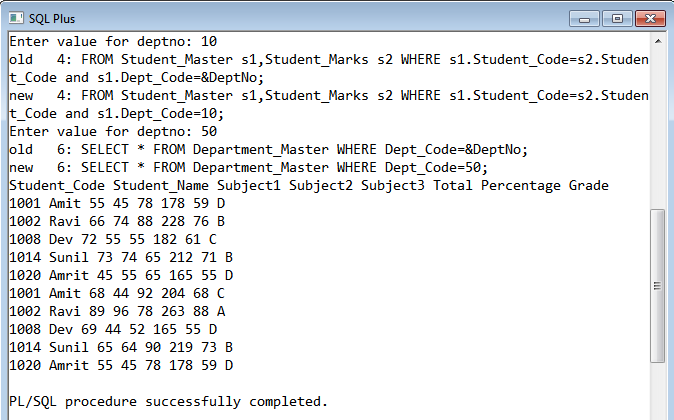 SQL Plus
Enter value for deptno: 10
old   4: FROM Student_Master s1,Student_Marks s2 WHERE s1.Student_Code=s2.Studen
t_Code and s1.Dept_Code=&DeptNo;
new   4: FROM Student_Master s1,Student_Marks s2 WHERE s1.Student_Code=s2.Studen
t_Code and s1.Dept_Code=10;
Enter value for deptno: 50
old   6: SELECT * FROM Department_Master WHERE Dept_Code=&DeptNo;
new   6: SELECT * FROM Department_Master WHERE Dept_Code=50;
Student_Code Student_Name Subject1 Subject2 Subject3 Total Percentage Grade
1001 Amit 55 45 78 178 59 D
1002 Ravi 66 74 88 228 76 B
1008 Dev 72 55 55 182 61 C
1014 Sunil 73 74 65 212 71 B
1020 Amrit 45 55 65 165 55 D
1001 Amit 68 44 92 204 68 C
1002 Ravi 89 96 78 263 88 A
1008 Dev 69 44 52 165 55 D
1014 Sunil 65 64 90 219 73 B
1020 Amrit 55 45 78 178 59 D
PL/SQL procedure successfully completed.